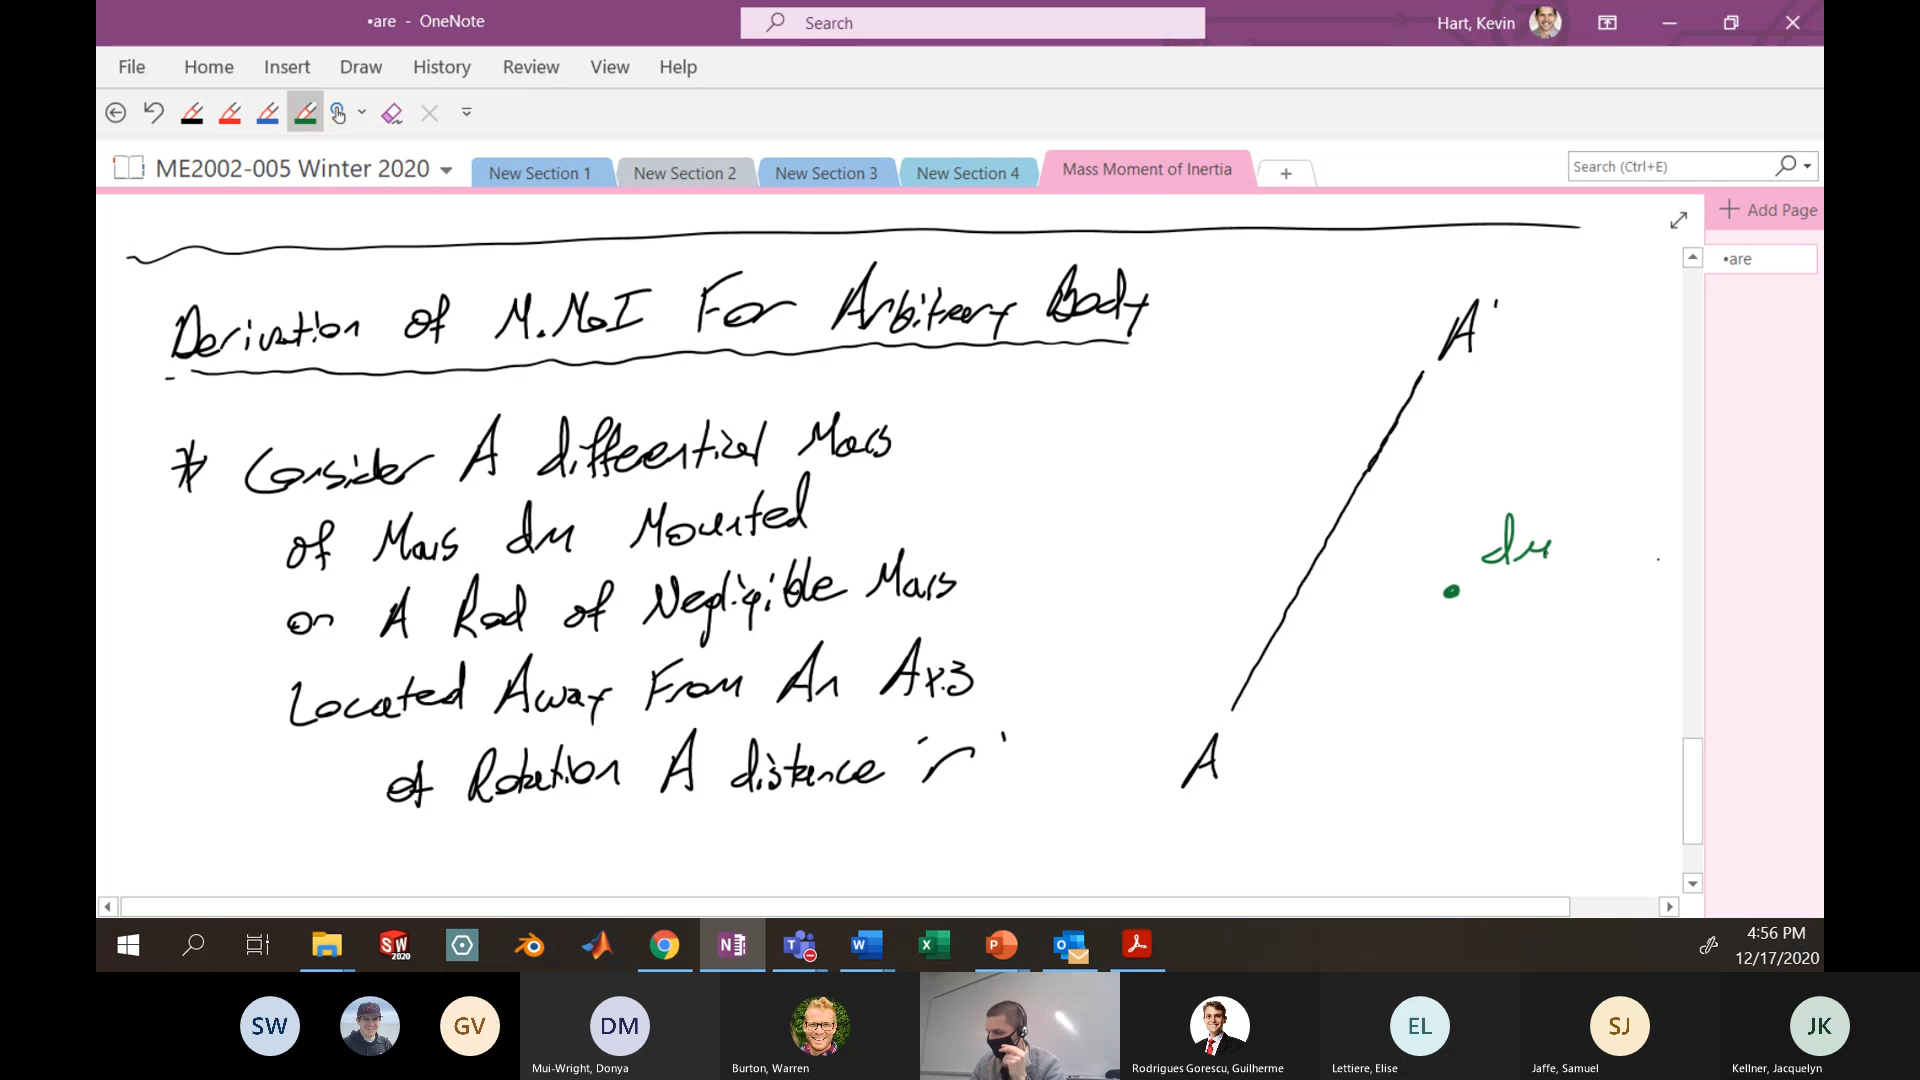 •are - OneNote
Search
Hart, Kevin
File Home Insert Draw History Review View Help
ME2002-005 Winter 2020
New Section 1
New Section 2
New Section 3
New Section 4
Mass Moment of Inertia
+
Search (Ctrl+E)
Add Page
•are
Derivation of M.MoI For Arbitrary Body
* Consider A differential Mass
of Mass dm Mounted
on A Rod of Negligible Mass
Located Away From An Axis
of Rotation A distance "r"
A'
dm
A
4:56 PM
12/17/2020
SW
GV
DM
EL
SJ
JK
Mui-Wright, Donya
Burton, Warren
Rodrigues Gorescu, Guilherme
Lettiere, Elise
Jaffe, Samuel
Kellner, Jacquelyn